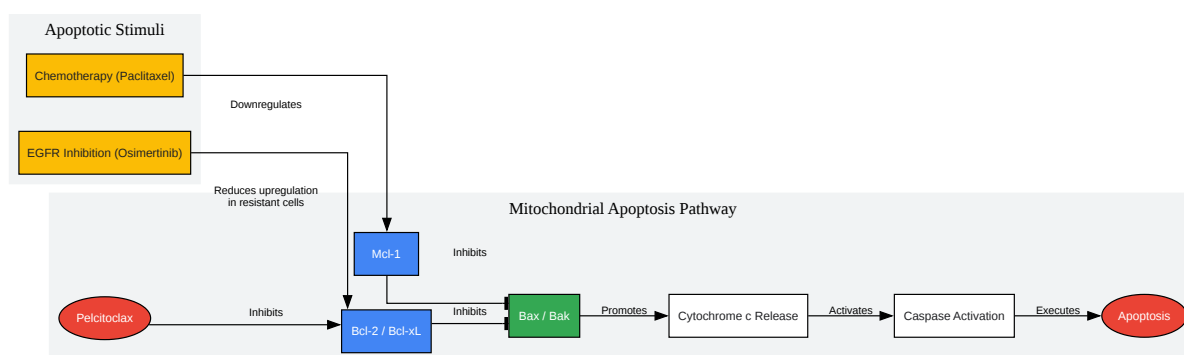 Apoptotic Stimuli
Chemotherapy (Paclitaxel)
Downregulates
EGFR Inhibition (Osimertinib)
Reduces upregulation
in resistant cells
Mitochondrial Apoptosis Pathway
Mcl-1
Inhibits
Pelcitoclax
Inhibits
Bcl-2 / Bcl-xL
Inhibits
Bax / Bak
Promotes
Cytochrome c Release
Activates
Caspase Activation
Executes
Apoptosis